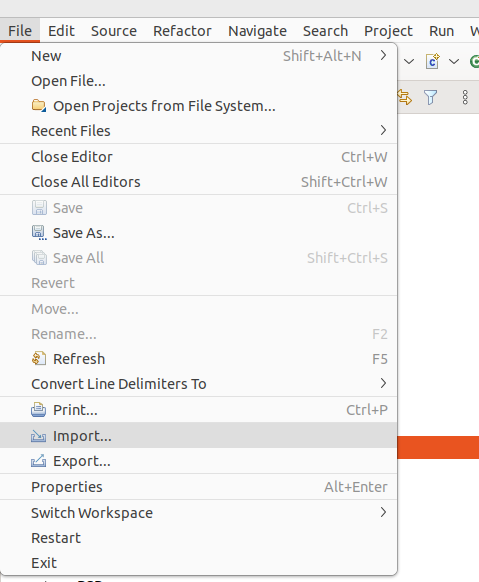 File Edit Source Refactor Navigate Search Project Run
New Shift+Alt+N
Open File...
Open Projects from File System...
Recent Files
Close Editor Ctrl+W
Close All Editors Shift+Ctrl+W
Save Ctrl+S
Save As...
Save All Shift+Ctrl+S
Revert
Move...
Rename... F2
Refresh F5
Convert Line Delimiters To
Print... Ctrl+P
Import...
Export...
Properties Alt+Enter
Switch Workspace
Restart
Exit